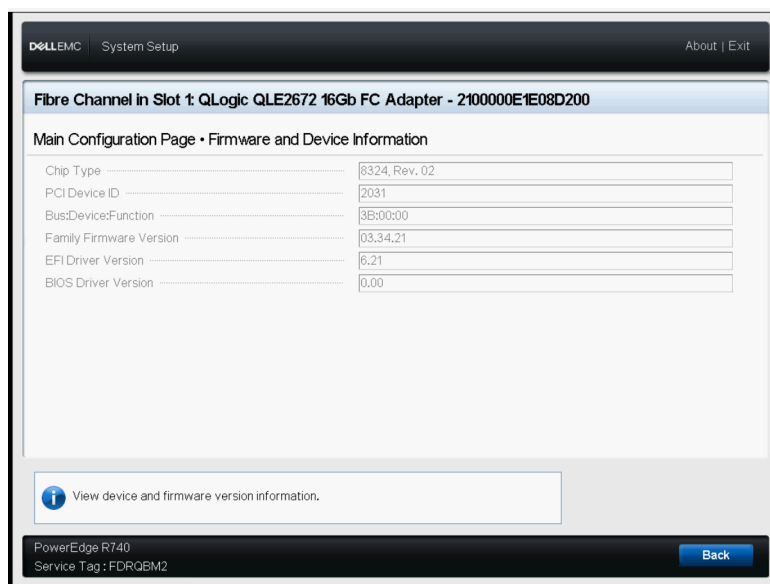 DELLEMC System Setup About | Exit
Fibre Channel in Slot 1: QLogic QLE2672 16Gb FC Adapter - 2100000E1E08D200
Main Configuration Page • Firmware and Device Information
Chip Type 8324, Rev. 02
PCI Device ID 2031
Bus:Device:Function 3B:00:00
Family Firmware Version 03.34.21
EFI Driver Version 6.21
BIOS Driver Version 0.00
View device and firmware version information.
PowerEdge R740
Service Tag : FDRQBM2
Back